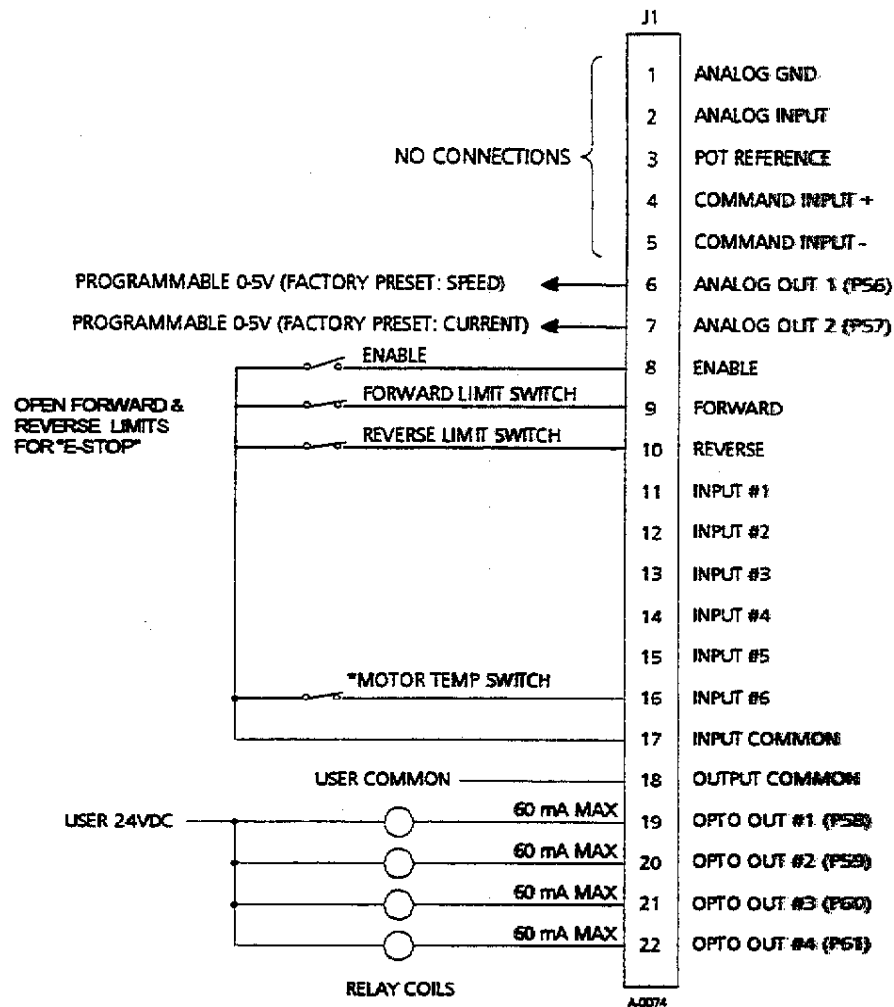 J1
1 ANALOG GND
2 ANALOG INPUT
NO CONNECTIONS 3 POT REFERENCE
4 COMMAND INPUT +
5 COMMAND INPUT -
PROGRAMMABLE 0-5V (FACTORY PRESET: SPEED) 6 ANALOG OUT 1 (P56)
PROGRAMMABLE 0-5V (FACTORY PRESET: CURRENT) 7 ANALOG OUT 2 (P57)
ENABLE 8 ENABLE
OPEN FORWARD &
REVERSE LIMITS
FOR "E-STOP"
FORWARD LIMIT SWITCH 9 FORWARD
REVERSE LIMIT SWITCH 10 REVERSE
11 INPUT #1
12 INPUT #2
13 INPUT #3
14 INPUT #4
15 INPUT #5
*MOTOR TEMP SWITCH 16 INPUT #6
17 INPUT COMMON
USER COMMON 18 OUTPUT COMMON
USER 24VDC 60 mA MAX 19 OPTO OUT #1 (P58)
60 mA MAX 20 OPTO OUT #2 (P59)
60 mA MAX 21 OPTO OUT #3 (P60)
60 mA MAX 22 OPTO OUT #4 (P61)
RELAY COILS
A-0074